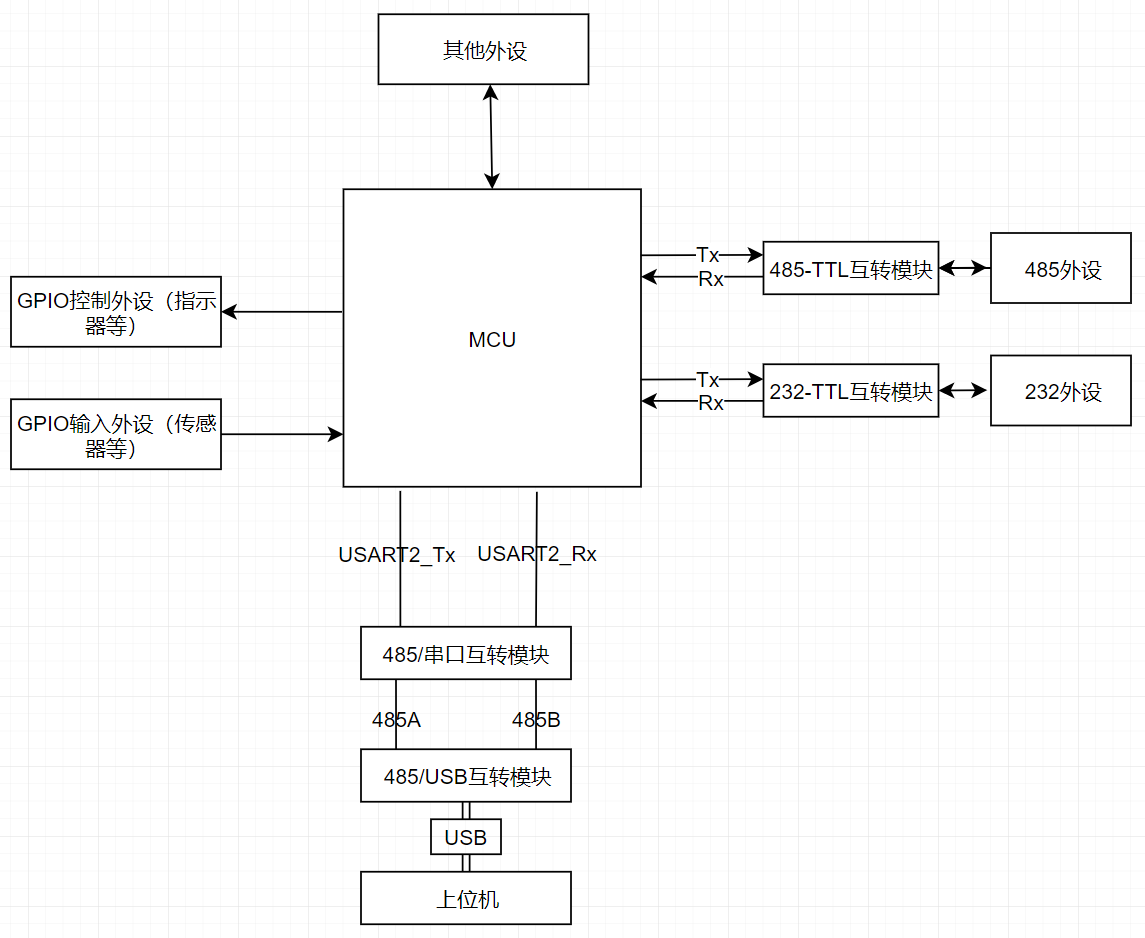 其他外设
Tx
485-TTL互转模块
485外设
Rx
GPIO控制外设（指示
器等）
MCU
Tx
232-TTL互转模块
232外设
Rx
GPIO输入外设（传感
器等）
USART2_Tx
USART2_Rx
485/串口互转模块
485A
485B
485/USB互转模块
USB
上位机